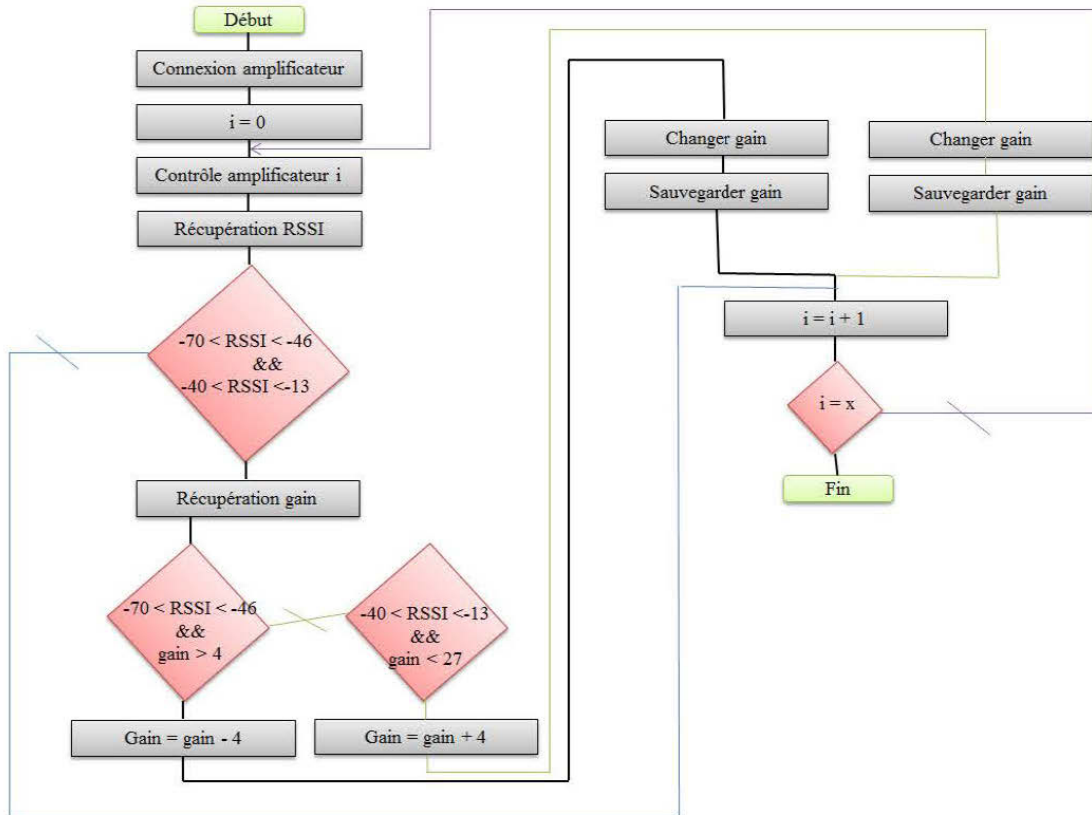 Début
Connexion amplificateur
i = 0
Contrôle amplificateur i
Récupération RSSI
-70 < RSSI < -46
&&
-40 < RSSI <-13
Récupération gain
-70 < RSSI < -46
&&
gain > 4
-40 < RSSI <-13
&&
gain < 27
Gain = gain - 4
Gain = gain + 4
Changer gain
Sauvegarder gain
Changer gain
Sauvegarder gain
i = i + 1
i = x
Fin